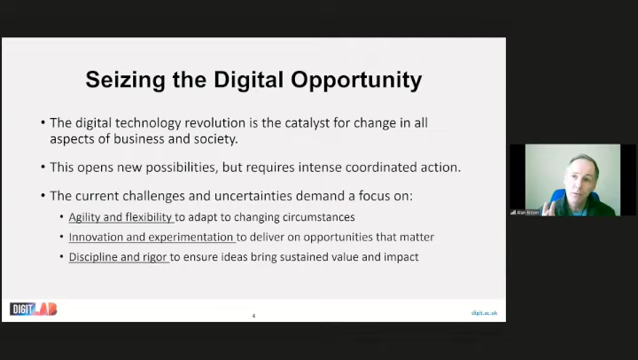 Seizing the Digital Opportunity
• The digital technology revolution is the catalyst for change in all
aspects of business and society.
• This opens new possibilities, but requires intense coordinated action.
• The current challenges and uncertainties demand a focus on:
• Agility and flexibility to adapt to changing circumstances
• Innovation and experimentation to deliver on opportunities that matter
• Discipline and rigor to ensure ideas bring sustained value and impact
DIGIT LAB
4
digit.ac.uk
Alan